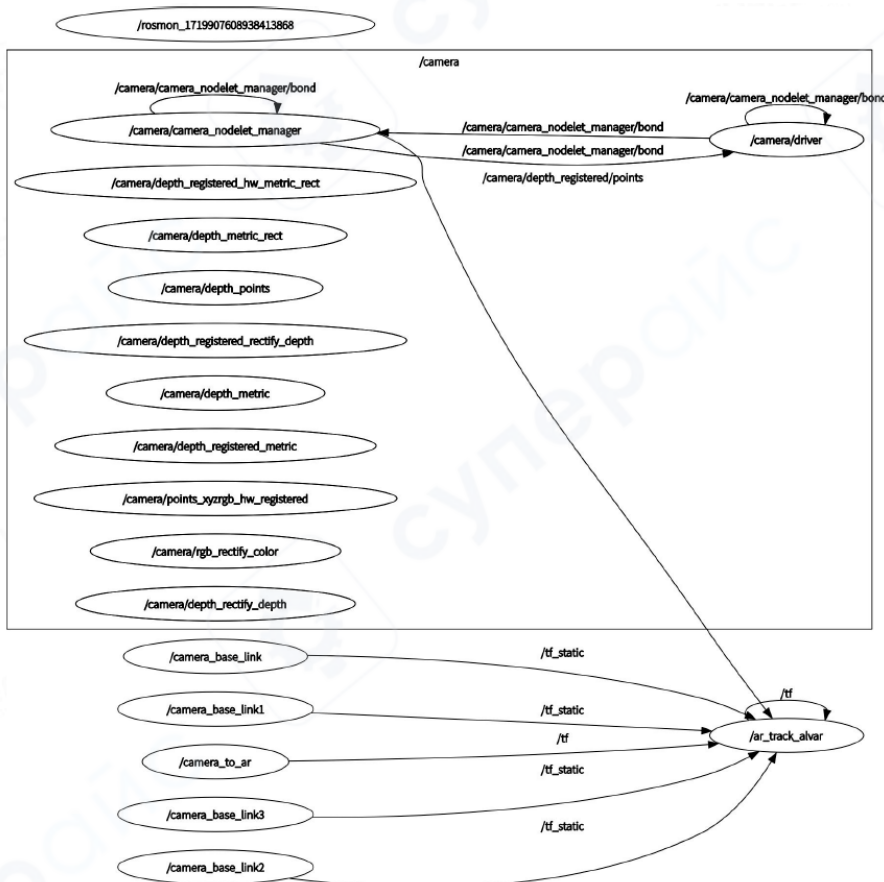 /rosmon_1719907608938413868
/camera
/camera/camera_nodelet_manager/bond
/camera/camera_nodelet_manager/bond
/camera/camera_nodelet_manager
/camera/camera_nodelet_manager/bond
/camera/driver
/camera/camera_nodelet_manager/bond
/camera/depth_registered/points
/camera/depth_registered_hw_metric_rect
/camera/depth_metric_rect
/camera/depth_points
/camera/depth_registered_rectify_depth
/camera/depth_metric
/camera/depth_registered_metric
/camera/points_xyzrgb_hw_registered
/camera/rgb_rectify_color
/camera/depth_rectify_depth
/camera_base_link
/tf_static
/tf
/camera_base_link1
/tf_static
/ar_track_alvar
/tf
/camera_to_ar
/tf_static
/camera_base_link3
/tf_static
/camera_base_link2
суперайс